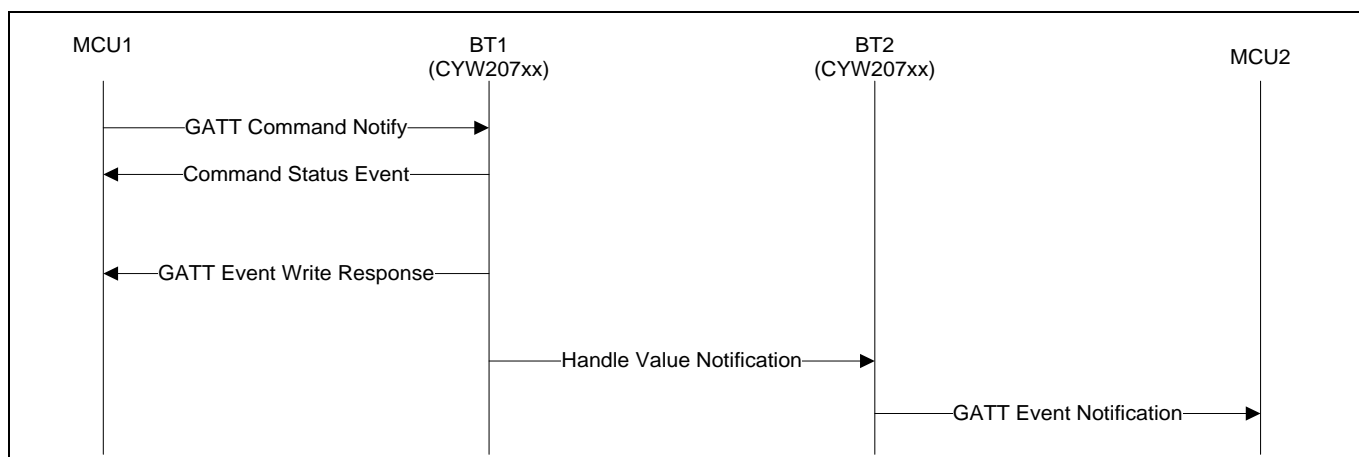 MCU1
BT1
(CYW207xx)
BT2
(CYW207xx)
MCU2
GATT Command Notify
Command Status Event
GATT Event Write Response
Handle Value Notification
GATT Event Notification